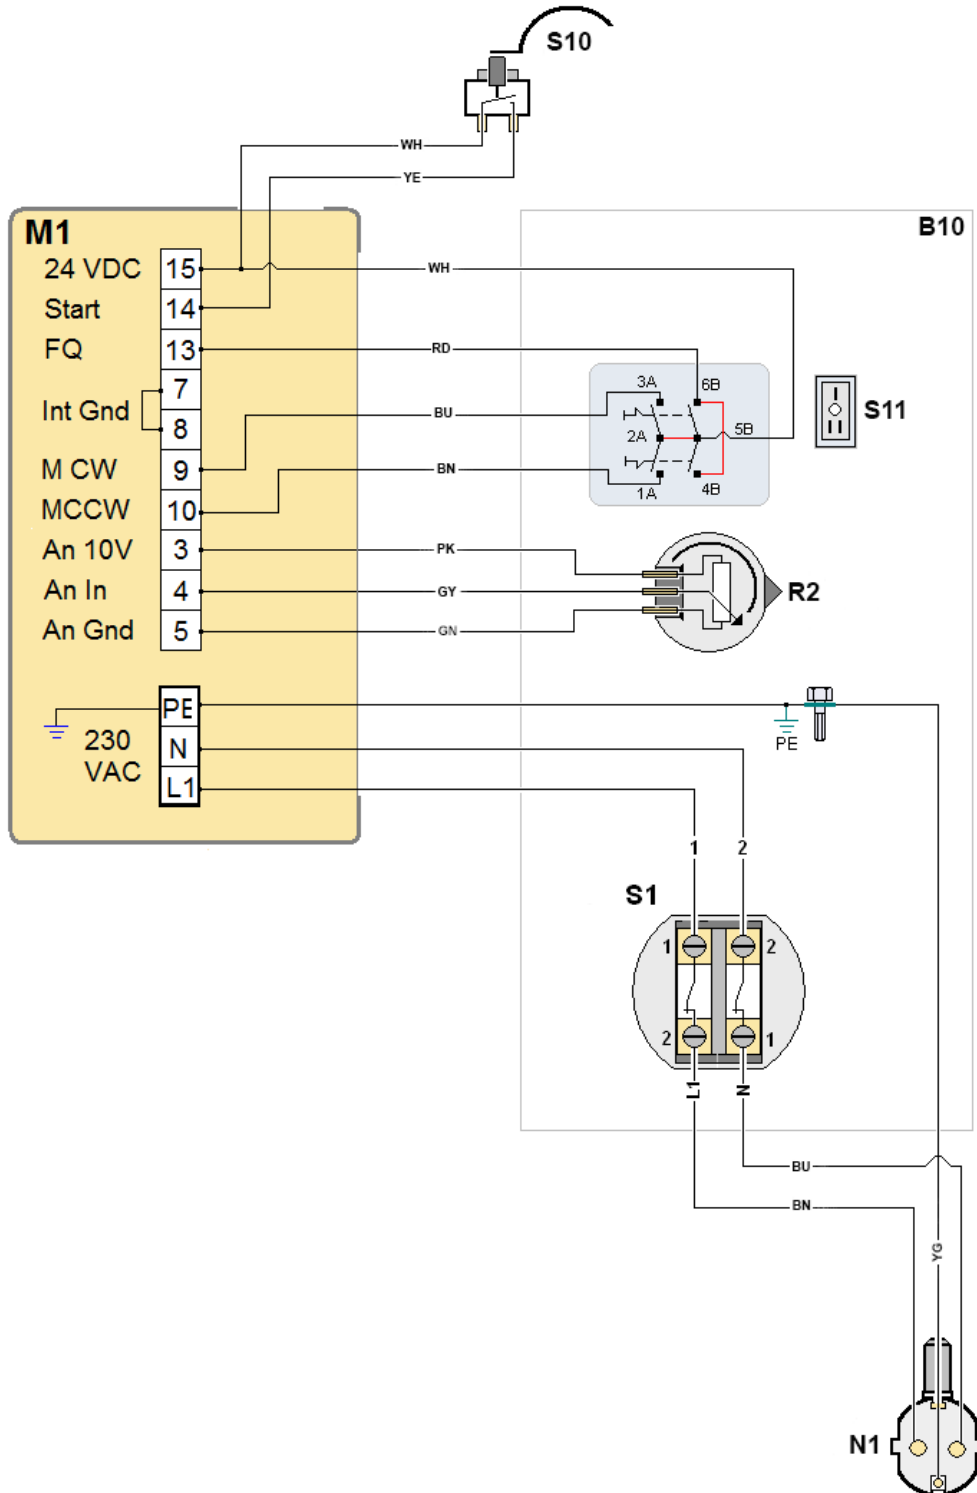 S10
WH
YE
M1
B10
24 VDC 15 WH
Start 14
FQ 13 RD
7
Int Gnd
8
3A 6B
BU
S11
2A 5B
M CW 9
BN
1A 4B
MCCW 10
An 10V 3 PK
An In 4 GY R2
An Gnd 5 GN
PE
PE
230
VAC
N
L1
1 2
S1
1 2
2 1
L1 N
BU
BN
YG
N1